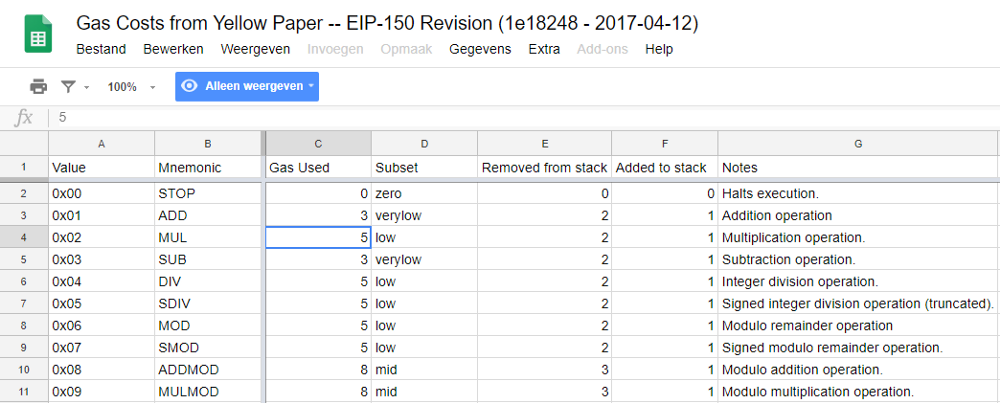 Gas Costs from Yellow Paper -- EIP-150 Revision (1e18248 - 2017-04-12)
Bestand Bewerken Weergeven Invoegen Opmaak Gegevens Extra Add-ons Help
100% Alleen weergeven
fx 5
A B C D E F G
1 Value Mnemonic Gas Used Subset Removed from stack Added to stack Notes
2 0x00 STOP 0 zero 0 0 Halts execution.
3 0x01 ADD 3 verylow 2 1 Addition operation
4 0x02 MUL 5 low 2 1 Multiplication operation.
5 0x03 SUB 3 verylow 2 1 Subtraction operation.
6 0x04 DIV 5 low 2 1 Integer division operation.
7 0x05 SDIV 5 low 2 1 Signed integer division operation (truncated).
8 0x06 MOD 5 low 2 1 Modulo remainder operation
9 0x07 SMOD 5 low 2 1 Signed modulo remainder operation.
10 0x08 ADDMOD 8 mid 3 1 Modulo addition operation.
11 0x09 MULMOD 8 mid 3 1 Modulo multiplication operation.